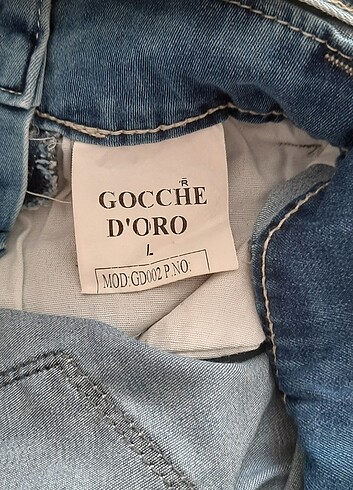 GOCCHE
D'ORO
L
MOD:GD002 P.NO: